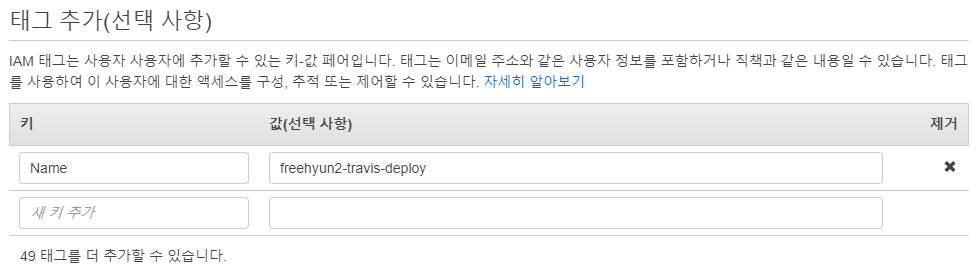 태그 추가(선택 사항)
IAM 태그는 사용자 사용자에 추가할 수 있는 키-값 페어입니다. 태그는 이메일 주소와 같은 사용자 정보를 포함하거나 직책과 같은 내용일 수 있습니다. 태그
를 사용하여 이 사용자에 대한 액세스를 구성, 추적 또는 제어할 수 있습니다. 자세히 알아보기
키 값(선택 사항) 제거
Name freehyun2-travis-deploy
새 키 추가
49 태그를 더 추가할 수 있습니다.